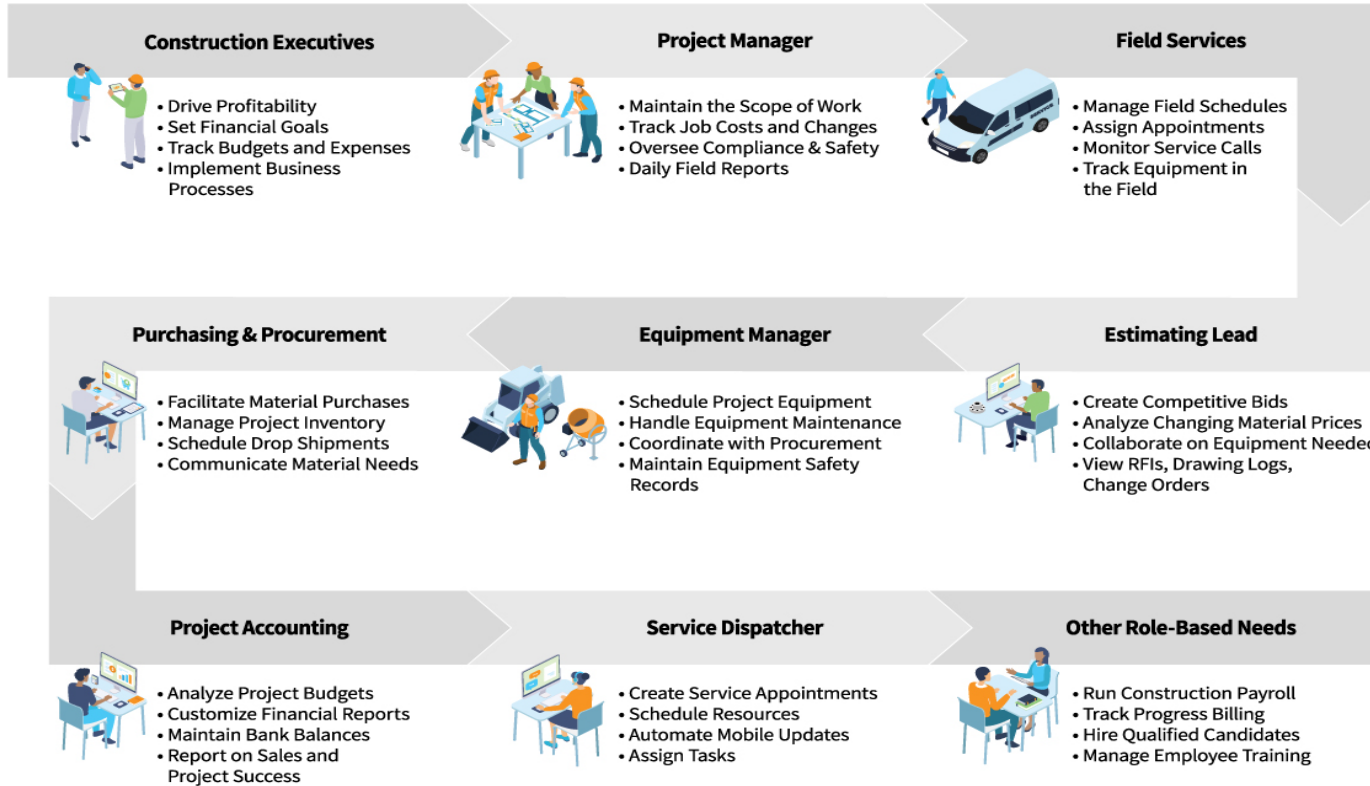 Construction Executives
• Drive Profitability
• Set Financial Goals
• Track Budgets and Expenses
• Implement Business
Processes
Project Manager
• Maintain the Scope of Work
• Track Job Costs and Changes
• Oversee Compliance & Safety
• Daily Field Reports
Field Services
• Manage Field Schedules
• Assign Appointments
• Monitor Service Calls
• Track Equipment in
the Field
Estimating Lead
• Create Competitive Bids
• Analyze Changing Material Prices
• Collaborate on Equipment Needed
• View RFIs, Drawing Logs,
Change Orders
Equipment Manager
• Schedule Project Equipment
• Handle Equipment Maintenance
• Coordinate with Procurement
• Maintain Equipment Safety
Records
Purchasing & Procurement
• Facilitate Material Purchases
• Manage Project Inventory
• Schedule Drop Shipments
• Communicate Material Needs
Project Accounting
• Analyze Project Budgets
• Customize Financial Reports
• Maintain Bank Balances
• Report on Sales and
Project Success
Service Dispatcher
• Create Service Appointments
• Schedule Resources
• Automate Mobile Updates
• Assign Tasks
Other Role-Based Needs
• Run Construction Payroll
• Track Progress Billing
• Hire Qualified Candidates
• Manage Employee Training